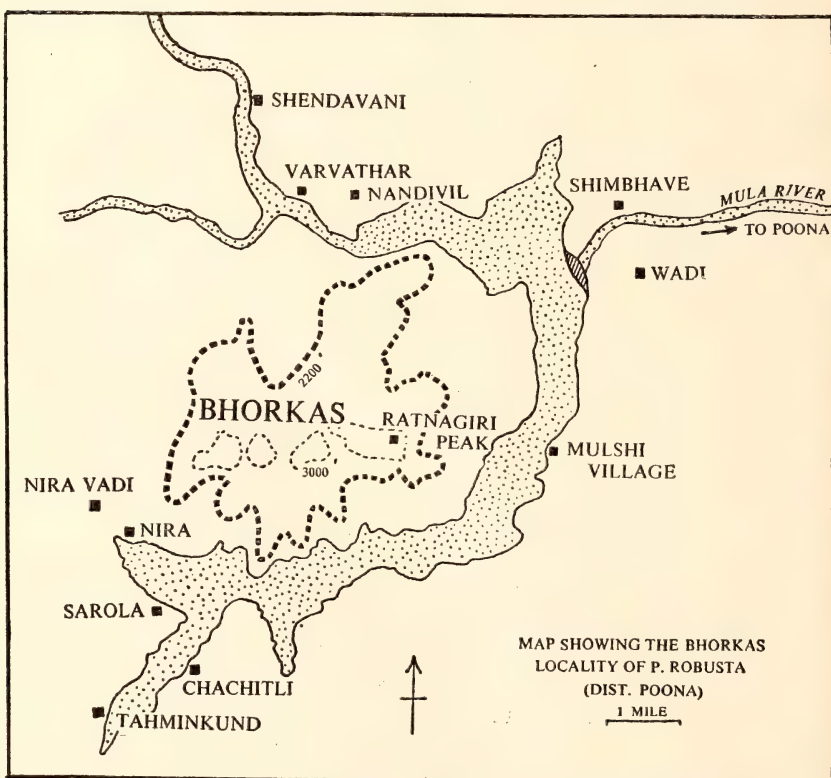 SHENDAVANI
VARVATHAR
NANDIVIL
SHIMBHAVE
MULA RIVER
TO POONA
WADI
2200'
BHORKAS
RATNAGIRI
PEAK
3000'
MULSHI
VILLAGE
NIRA VADI
NIRA
SAROLA
CHACHITLI
TAHMINKUND
MAP SHOWING THE BHORKAS
LOCALITY OF P. ROBUSTA
(DIST. POONA)
1 MILE